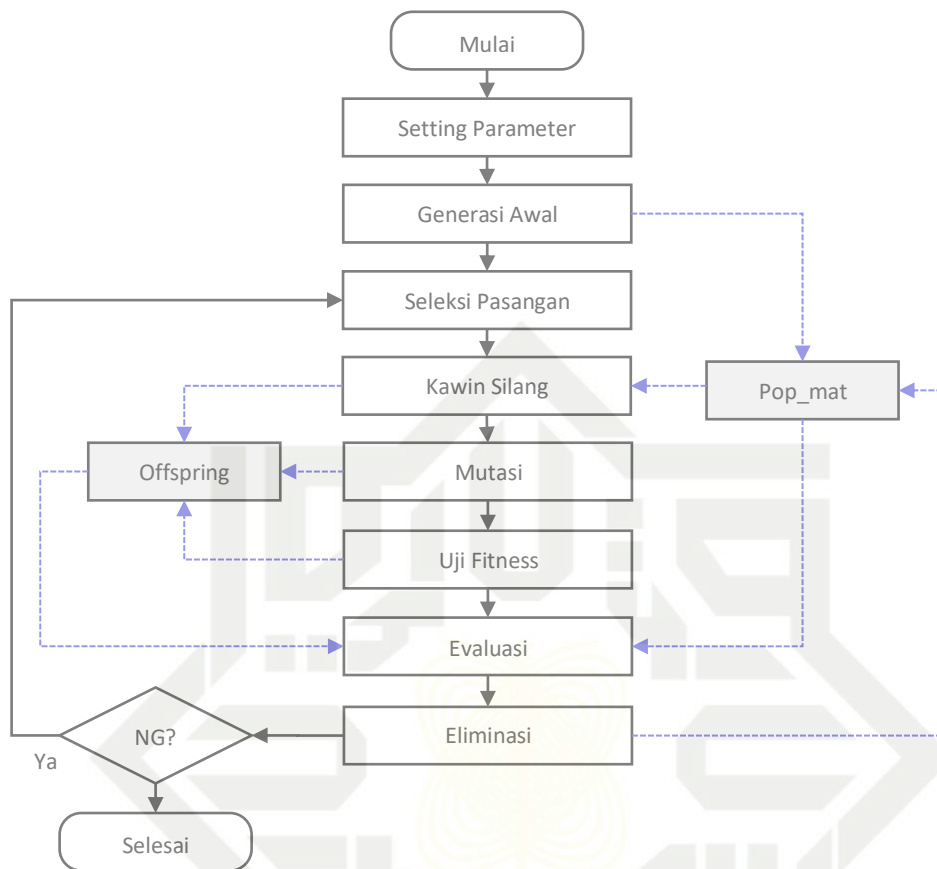 Mulai
Setting Parameter
Generasi Awal
Seleksi Pasangan
Kawin Silang
Pop_mat
Offspring
Mutasi
Uji Fitness
Evaluasi
Eliminasi
NG?
Ya
Selesai